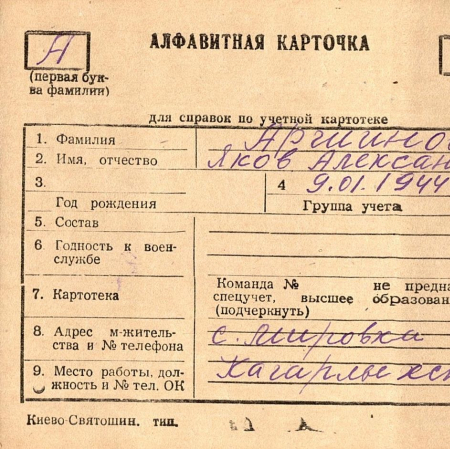 А
АЛФАВИТНАЯ КАРТОЧКА
(первая бук-
ва фамилии)
для справок по учетной картотеке
1. Фамилия
2. Имя, отчество Яков Алексан
3.
4 9.01.1944
Год рождения
Группа учета
5. Состав
6. Годность к воен-
службе
Команда № не предна
7. Картотека
спецучет, высшее образован
(подчеркнуть)
8. Адрес м-житель-
ства и № телефона
с. Мировка
9. Место работы, дол-
жность и № тел. ОК
Кагарлыкск
Киево-Святошин. тип.